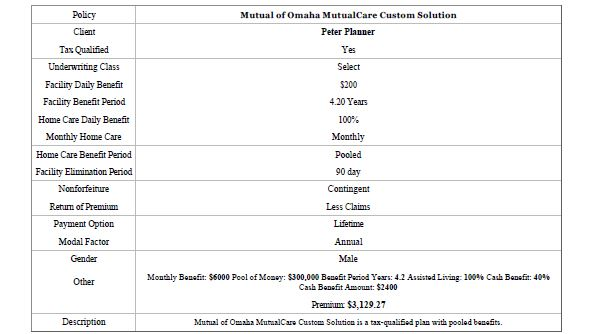 Policy Mutual of Omaha MutualCare Custom Solution
Client Peter Planner
Tax Qualified Yes
Underwriting Class Select
Facility Daily Benefit $200
Facility Benefit Period 4.20 Years
Home Care Daily Benefit 100%
Monthly Home Care Monthly
Home Care Benefit Period Pooled
Facility Elimination Period 90 day
Nonforfeiture Contingent
Return of Premium Less Claims
Payment Option Lifetime
Modal Factor Annual
Gender Male
Other Monthly Benefit: $6000 Pool of Money: $300,000 Benefit Period Years: 4.2 Assisted Living: 100% Cash Benefit: 40%
Cash Benefit Amount: $2400
Premium: $3,129.27
Description Mutual of Omaha MutualCare Custom Solution is a tax-qualified plan with pooled benefits.